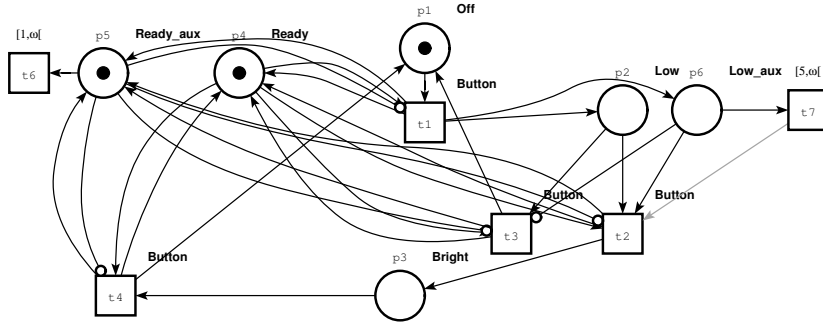 p1 Off
[1,ω[ p5 Ready_aux p4 Ready
p2 Low p6 Low_aux [5,ω[
t6 Button
t1 t7
Button Button
t3 t2
Button p3 Bright
t4